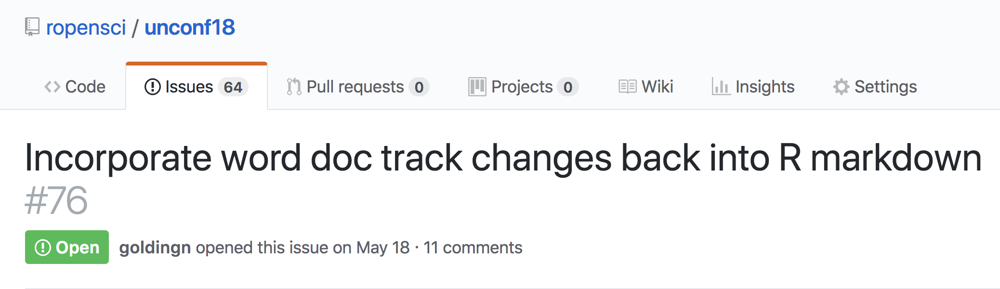 ropensci / unconf18
Code Issues 64 Pull requests 0 Projects 0 Wiki Insights Settings
Incorporate word doc track changes back into R markdown
#76
Open goldingn opened this issue on May 18 · 11 comments